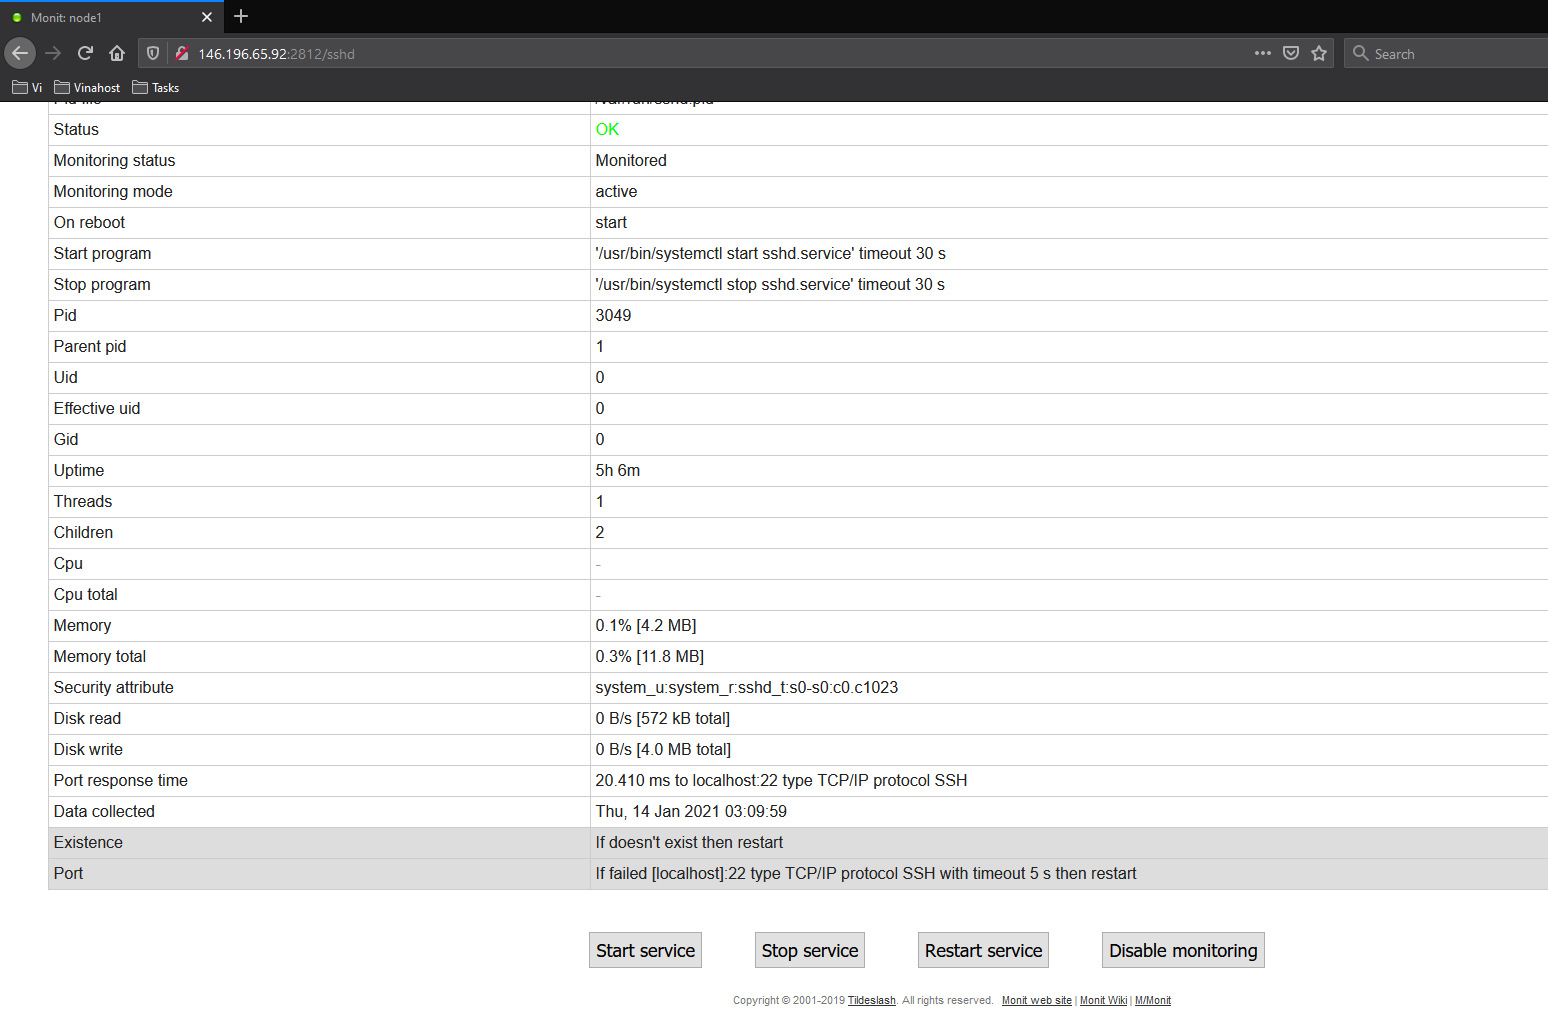 Monit: node1
146.196.65.92:2812/sshd
Search
Vi Vinahost Tasks
Pid file /var/run/sshd.pid
Status OK
Monitoring status Monitored
Monitoring mode active
On reboot start
Start program '/usr/bin/systemctl start sshd.service' timeout 30 s
Stop program '/usr/bin/systemctl stop sshd.service' timeout 30 s
Pid 3049
Parent pid 1
Uid 0
Effective uid 0
Gid 0
Uptime 5h 6m
Threads 1
Children 2
Cpu -
Cpu total -
Memory 0.1% [4.2 MB]
Memory total 0.3% [11.8 MB]
Security attribute system_u:system_r:sshd_t:s0-s0:c0.c1023
Disk read 0 B/s [572 kB total]
Disk write 0 B/s [4.0 MB total]
Port response time 20.410 ms to localhost:22 type TCP/IP protocol SSH
Data collected Thu, 14 Jan 2021 03:09:59
Existence If doesn't exist then restart
Port If failed [localhost]:22 type TCP/IP protocol SSH with timeout 5 s then restart
Start service Stop service Restart service Disable monitoring
Copyright © 2001-2019 Tildeslash. All rights reserved. Monit web site | Monit Wiki | M/Monit